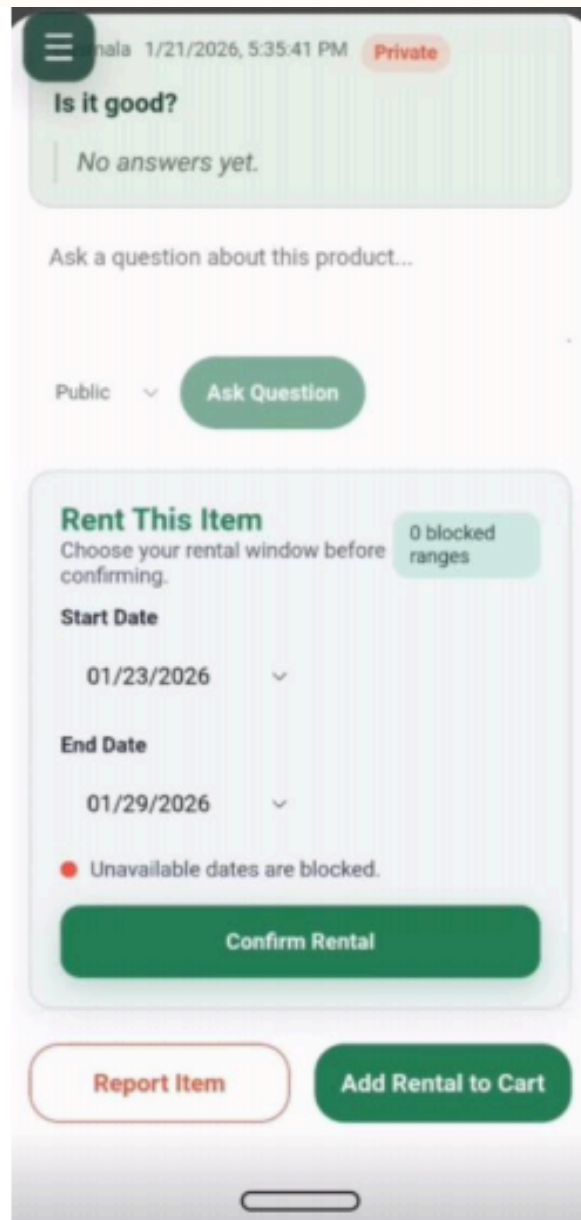 1/21/2026, 5:35:41 PM Private
Is it good?
No answers yet.
Ask a question about this product...
Public
Ask Question
Rent This Item
0 blocked ranges
Choose your rental window before confirming.
Start Date
01/23/2026
End Date
01/29/2026
Unavailable dates are blocked.
Confirm Rental
Report Item
Add Rental to Cart